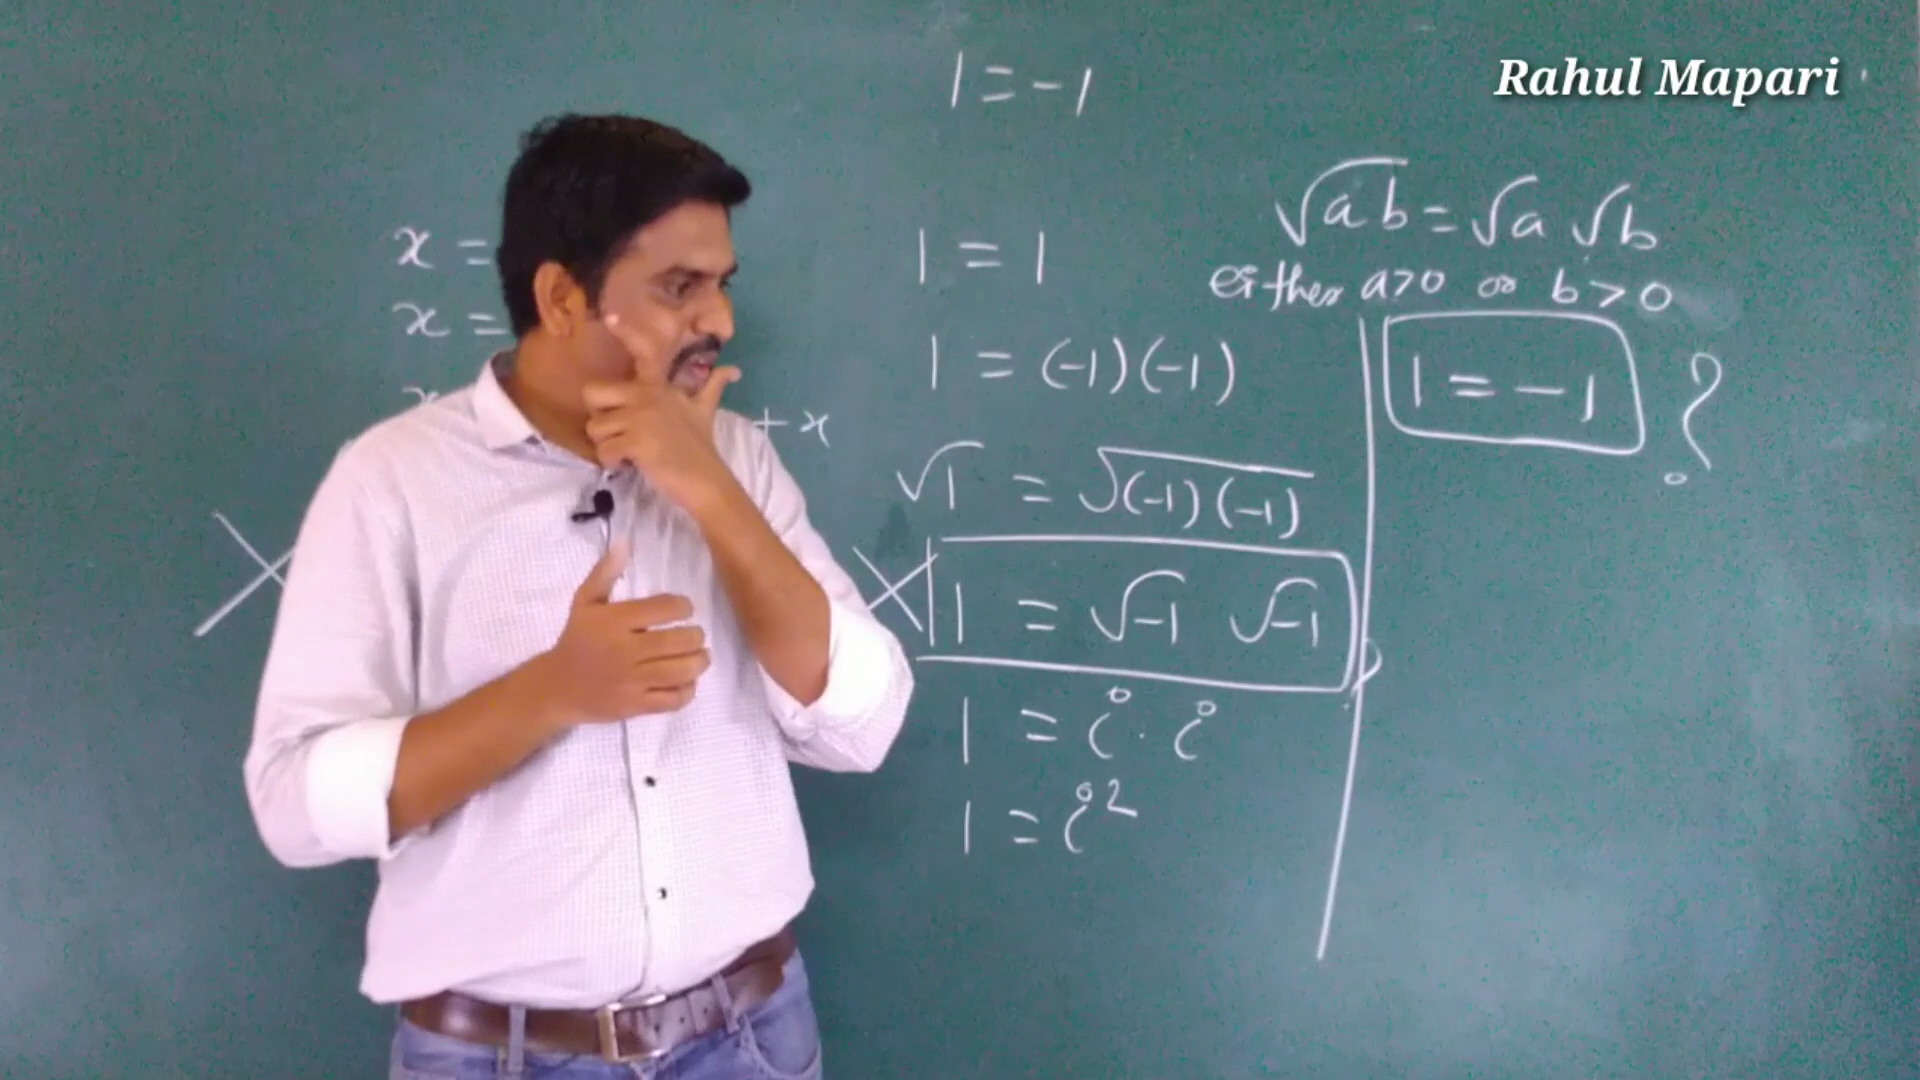 Rahul Mapari
1 = -1
x =
x =
+ x
1 = 1
1 = (-1)(-1)
√1 = √(-1)(-1)
1 = √-1 √-1
1 = i . i
1 = i²
√ab = √a √b
either a>0 or b>0
1 = -1 ?